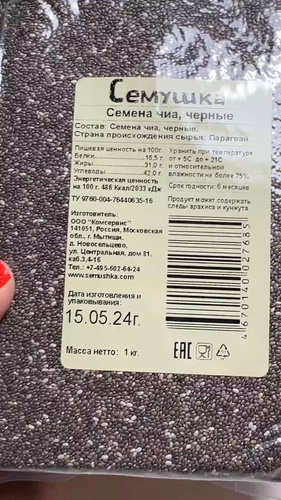 Семушка
Семена чиа, черные
Состав: Семена чиа, черные.
Страна происхождения сырья: Парагвай
Пищевая ценность на 100г.
Белки 16,5 г.
Жиры 31,0 г.
Углеводы 42,0 г.
Энергетическая ценность
на 100 г. 486 Ккал/2033 кДж
ТУ 9760-004-76440635-16
Хранить при температуре
от + 5С до + 21С
и относительной
влажности не более 75%.
Срок годности: 6 месяцев
Продукт может содержать
следы арахиса и кунжута
Изготовитель:
ООО "Комсервис"
141051, Россия, Московская
обл., г. Мытищи,
д. Новосельцево,
ул. Центральная, дом 81,
каб.3,4-16
Тел.: +7-495-602-64-24
www.semushka.com
Дата изготовления и
упаковывания:
15.05.24г.
Масса нетто: 1 кг.
4670140027685
ЕАС